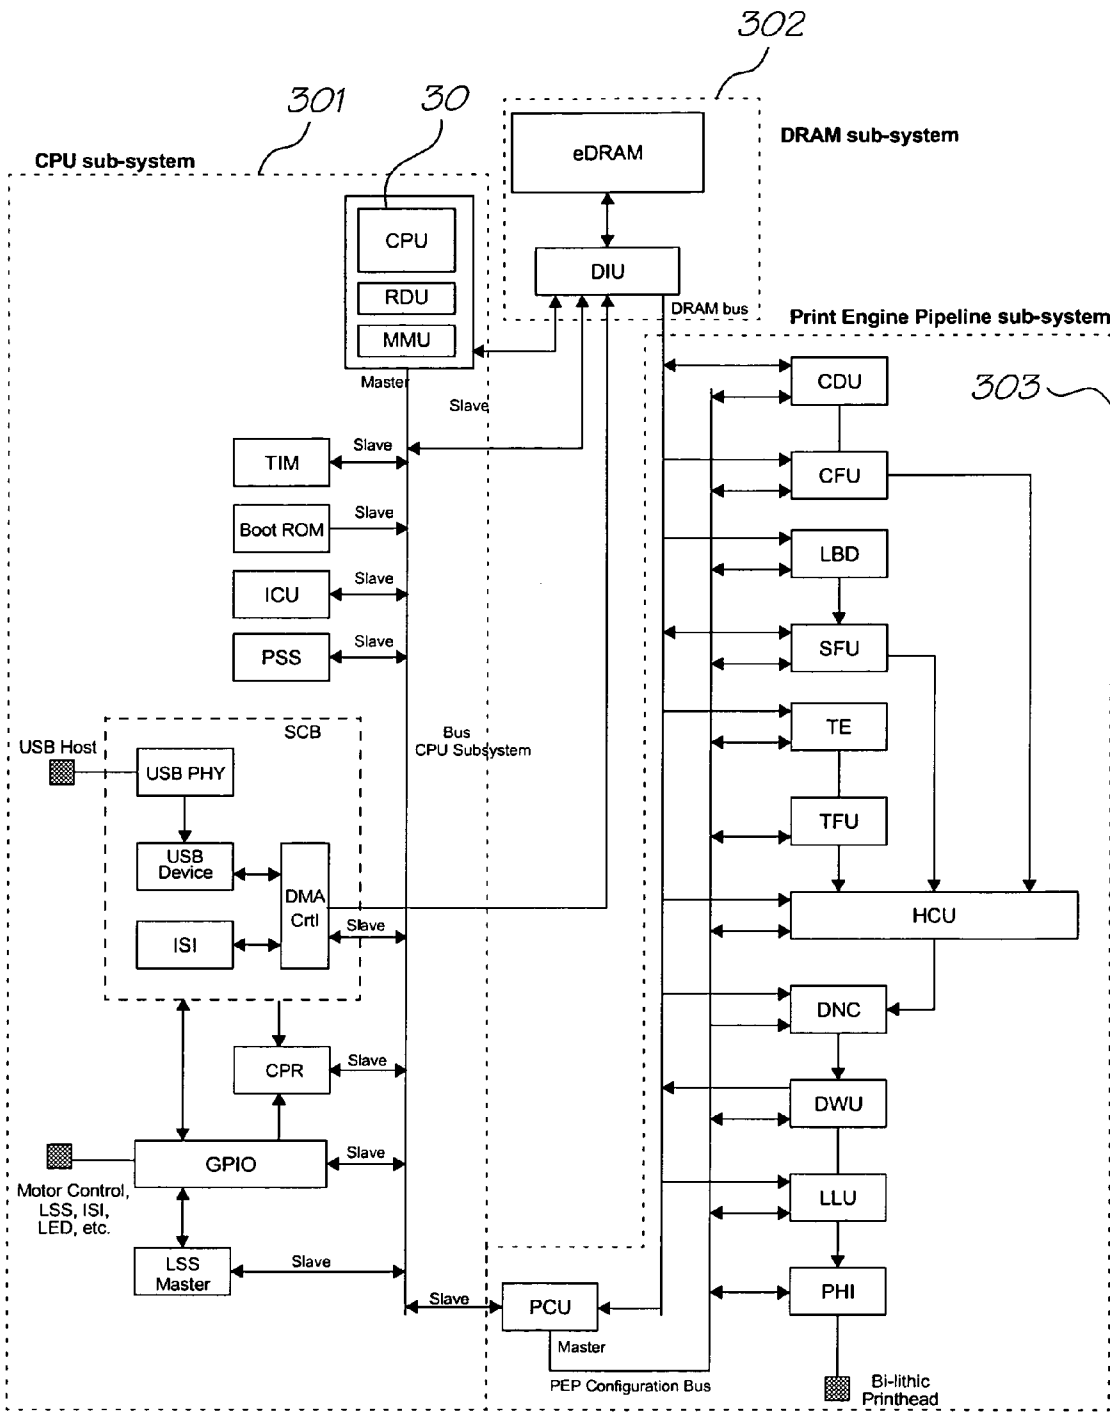 302
301
30
DRAM sub-system
CPU sub-system
eDRAM
CPU
DIU
RDU
DRAM bus
Print Engine Pipeline sub-system
MMU
Master
Slave
CDU
303
Slave
TIM
CFU
Slave
Boot ROM
LBD
Slave
ICU
Slave
PSS
SFU
SCB
Bus
CPU Subsystem
TE
USB Host
USB PHY
TFU
USB
Device
DMA
Crtl
Slave
HCU
ISI
DNC
Slave
CPR
DWU
Slave
GPIO
Motor Control,
LSS, ISI,
LED, etc.
LLU
LSS
Master
Slave
PHI
Slave
PCU
Master
PEP Configuration Bus
Bi-lithic
Printhead